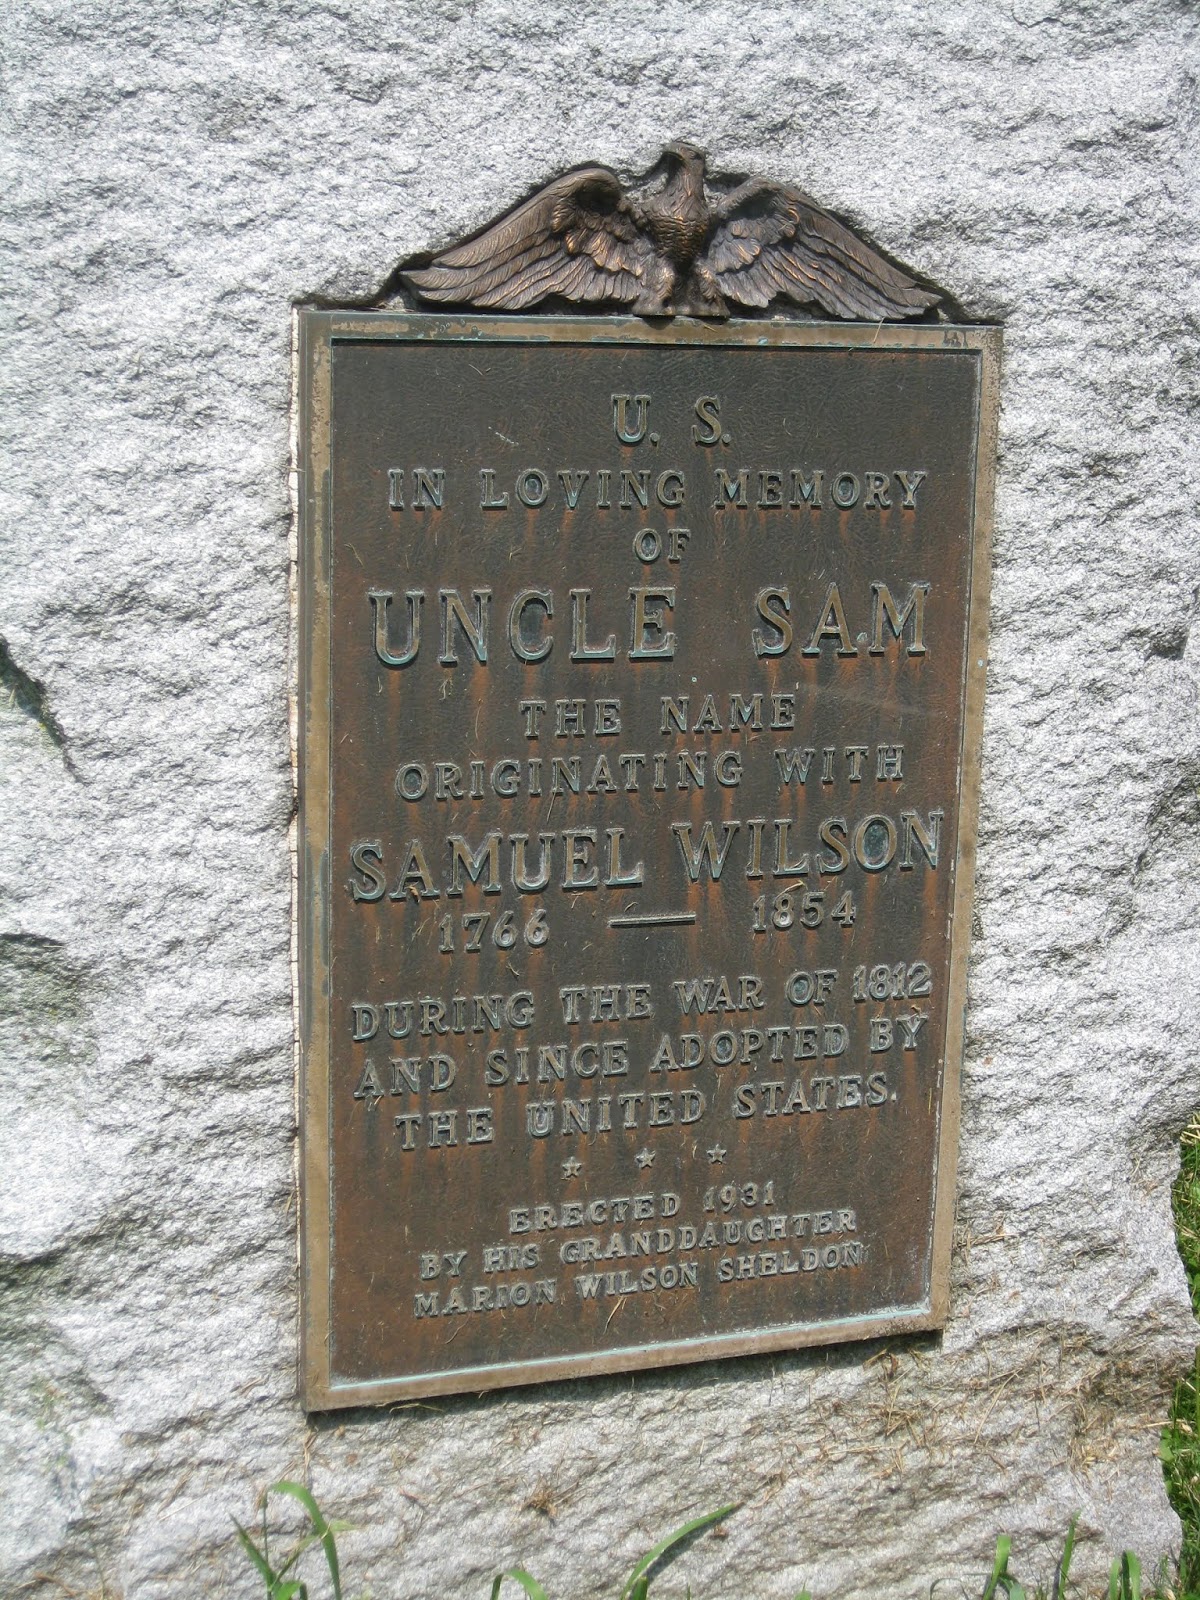 U. S.
IN LOVING MEMORY
OF
UNCLE SAM
THE NAME
ORIGINATING WITH
SAMUEL WILSON
1766 — 1854
DURING THE WAR OF 1812
AND SINCE ADOPTED BY
THE UNITED STATES.
ERECTED 1931
BY HIS GRANDDAUGHTER
MARION WILSON SHELDON